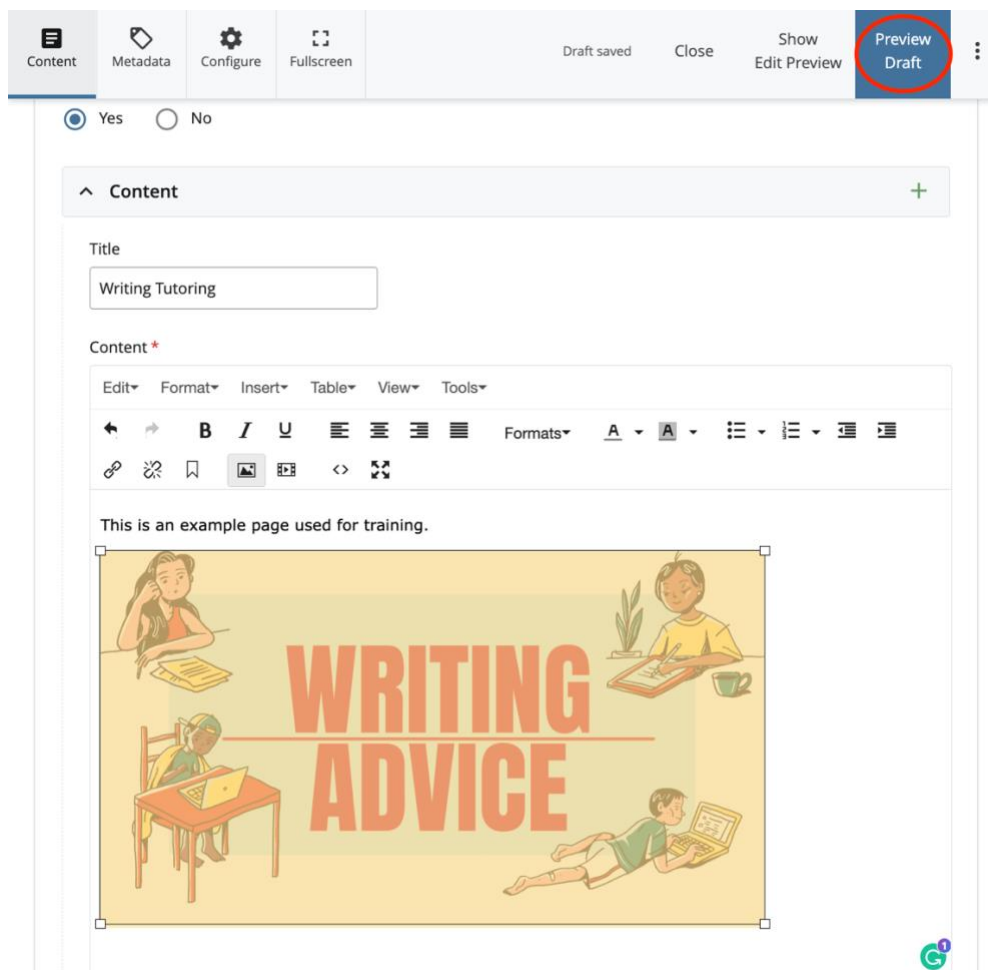 Content
Metadata
Configure
Fullscreen
Draft saved
Close
Show
Edit Preview
Preview
Draft
Yes
No
Content
Title
Writing Tutoring
Content *
Edit Format Insert Table View Tools
B I U Formats A A
This is an example page used for training.
WRITING
ADVICE
G 1